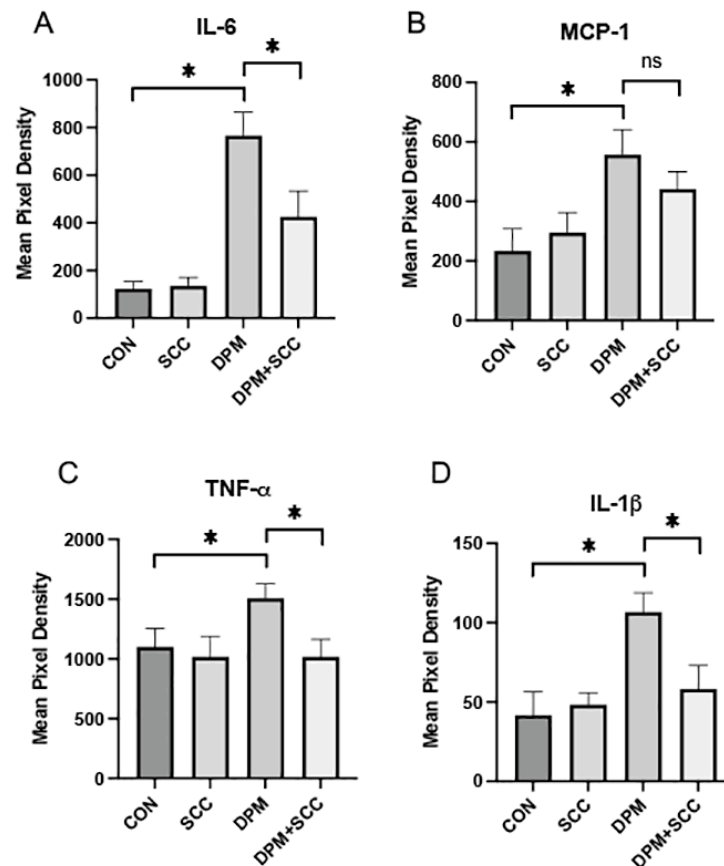 A
IL-6
Mean Pixel Density
1000
800
600
400
200
0
*
*
CON
SCC
DPM
DPM+SCC
B
MCP-1
Mean Pixel Density
800
600
400
200
0
*
ns
CON
SCC
DPM
DPM+SCC
C
TNF-α
Mean Pixel Density
2000
1500
1000
500
0
*
*
CON
SCC
DPM
DPM+SCC
D
IL-1β
Mean Pixel Density
150
100
50
0
*
*
CON
SCC
DPM
DPM+SCC